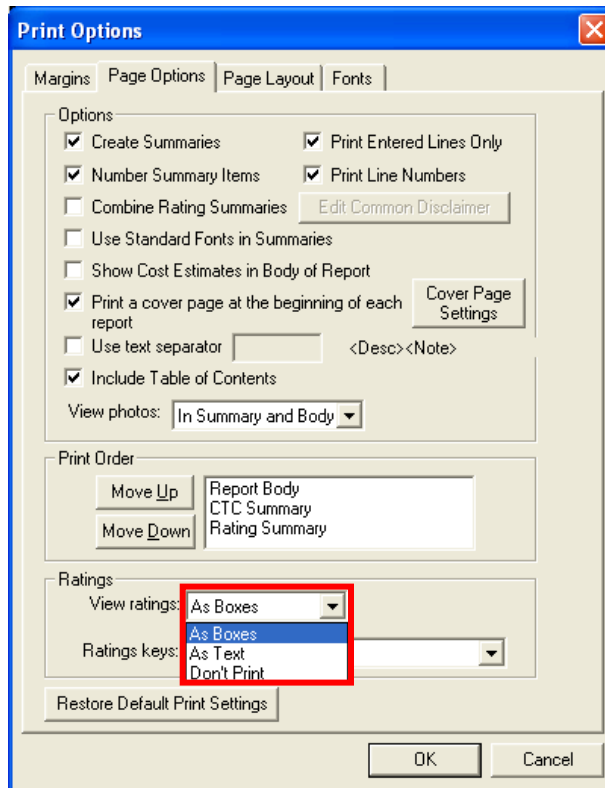 Print Options
Margins Page Options Page Layout Fonts
Options
Create Summaries Print Entered Lines Only
Number Summary Items Print Line Numbers
Combine Rating Summaries Edit Common Disclaimer
Use Standard Fonts in Summaries
Show Cost Estimates in Body of Report
Print a cover page at the beginning of each report Cover Page Settings
Use text separator <Desc><Note>
Include Table of Contents
View photos: In Summary and Body
Print Order
Move Up
Move Down
Report Body
CTC Summary
Rating Summary
Ratings
View ratings: As Boxes
As Boxes
As Text
Don't Print
Ratings keys:
Restore Default Print Settings
OK Cancel